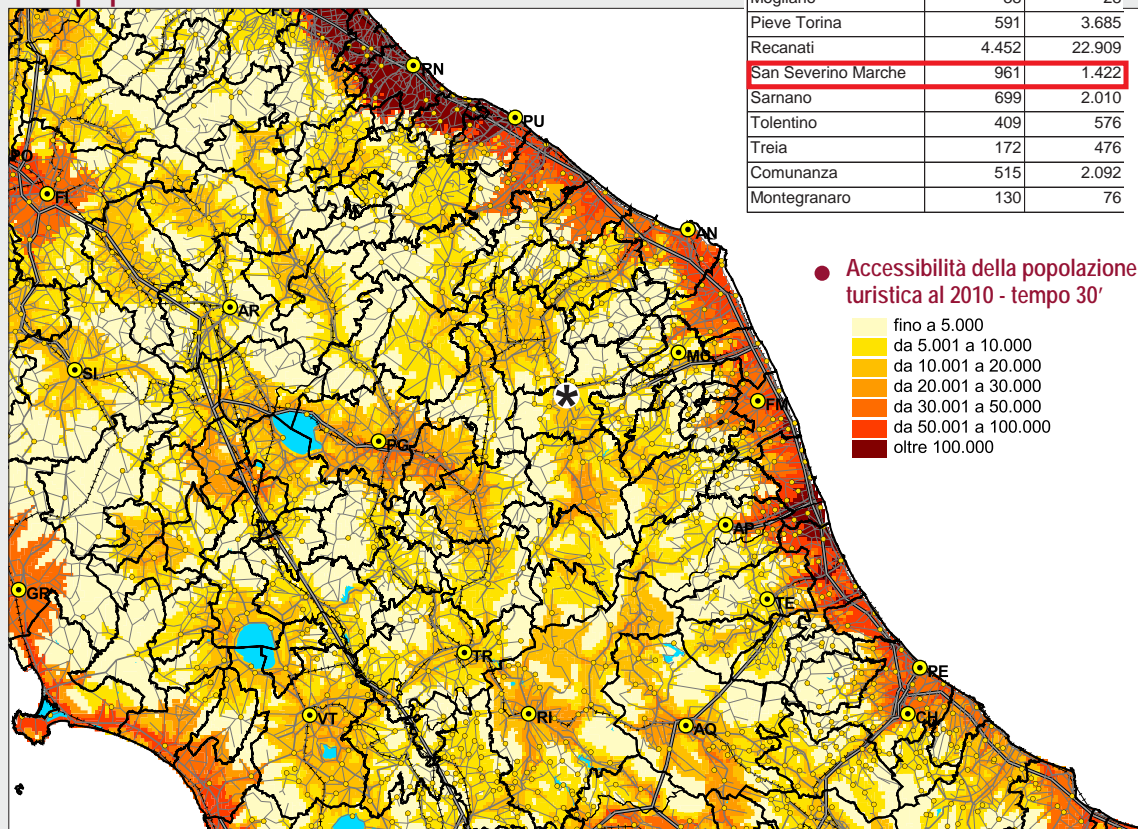 Pieve Torina 591 3.685
Recanati 4.452 22.909
San Severino Marche 961 1.422
Sarnano 699 2.010
Tolentino 409 576
Treia 172 476
Comunanza 515 2.092
Montegranaro 130 76
Accessibilità della popolazione
turistica al 2010 - tempo 30'
fino a 5.000
da 5.001 a 10.000
da 10.001 a 20.000
da 20.001 a 30.000
da 30.001 a 50.000
da 50.001 a 100.000
oltre 100.000
RN
PU
FI
AN
AR
MC
SI
FM
PG
AP
GR
TE
TR
PE
VT
RI
CH
AQ